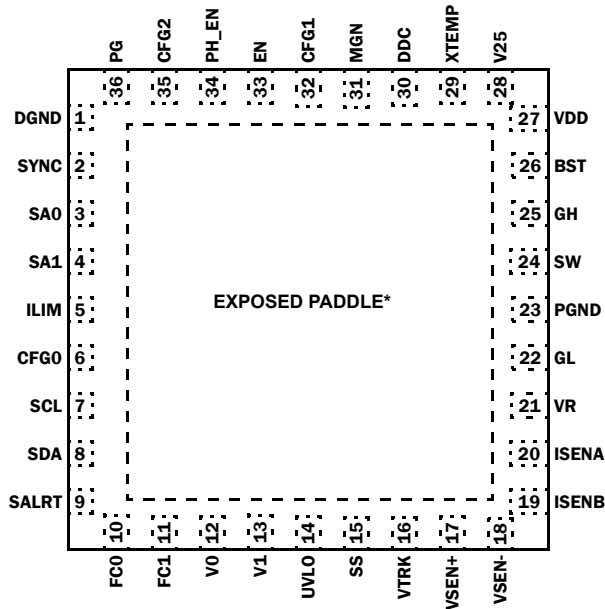 PG CFG2 PH_EN EN CFG1 MGN DDC XTEMP V25
36 35 34 33 32 31 30 29 28
DGND 1 27 VDD
SYNC 2 26 BST
SA0 3 25 GH
SA1 4 24 SW
ILIM 5 EXPOSED PADDLE* 23 PGND
CFG0 6 22 GL
SCL 7 21 VR
SDA 8 20 ISENA
SALRT 9 19 ISENB
10 11 12 13 14 15 16 17 18
FC0 FC1 V0 V1 UVLO SS VTRK VSEN+ VSEN-